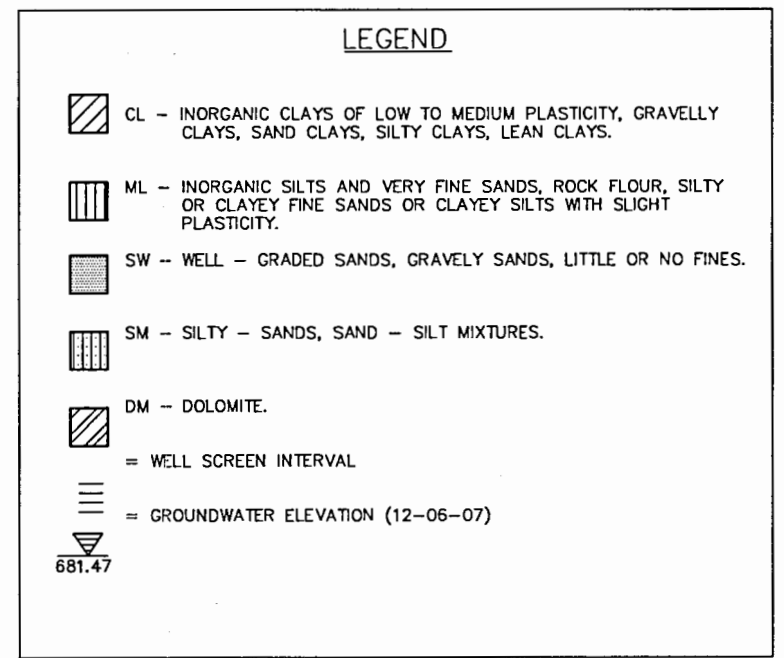 LEGEND
CL – INORGANIC CLAYS OF LOW TO MEDIUM PLASTICITY, GRAVELLY
CLAYS, SAND CLAYS, SILTY CLAYS, LEAN CLAYS.
ML – INORGANIC SILTS AND VERY FINE SANDS, ROCK FLOUR, SILTY
OR CLAYEY FINE SANDS OR CLAYEY SILTS WITH SLIGHT
PLASTICITY.
SW – WELL – GRADED SANDS, GRAVELY SANDS, LITTLE OR NO FINES.
SM – SILTY – SANDS, SAND – SILT MIXTURES.
DM – DOLOMITE.
= WELL SCREEN INTERVAL
= GROUNDWATER ELEVATION (12–06–07)
681.47